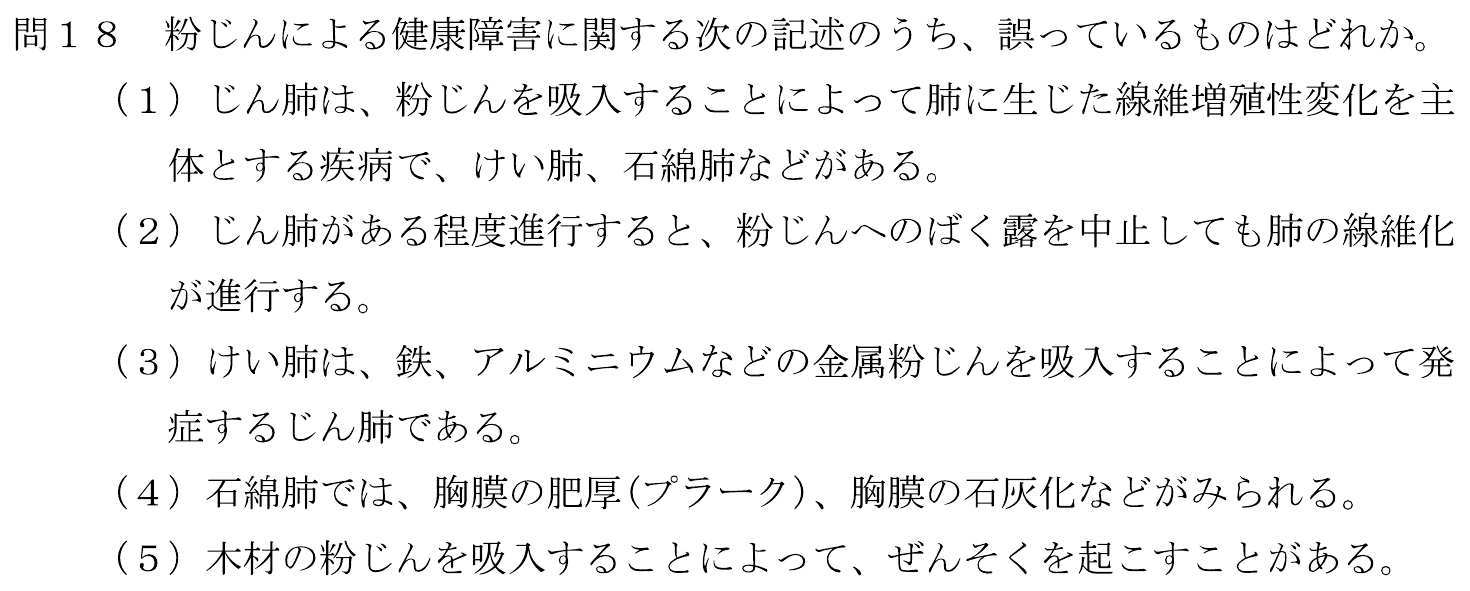 問１８　粉じんによる健康障害に関する次の記述のうち、誤っているものはどれか。
（１）じん肺は、粉じんを吸入することによって肺に生じた線維増殖性変化を主
体とする疾病で、けい肺、石綿肺などがある。
（２）じん肺がある程度進行すると、粉じんへのばく露を中止しても肺の線維化
が進行する。
（３）けい肺は、鉄、アルミニウムなどの金属粉じんを吸入することによって発
症するじん肺である。
（４）石綿肺では、胸膜の肥厚(プラーク)、胸膜の石灰化などがみられる。
（５）木材の粉じんを吸入することによって、ぜんそくを起こすことがある。